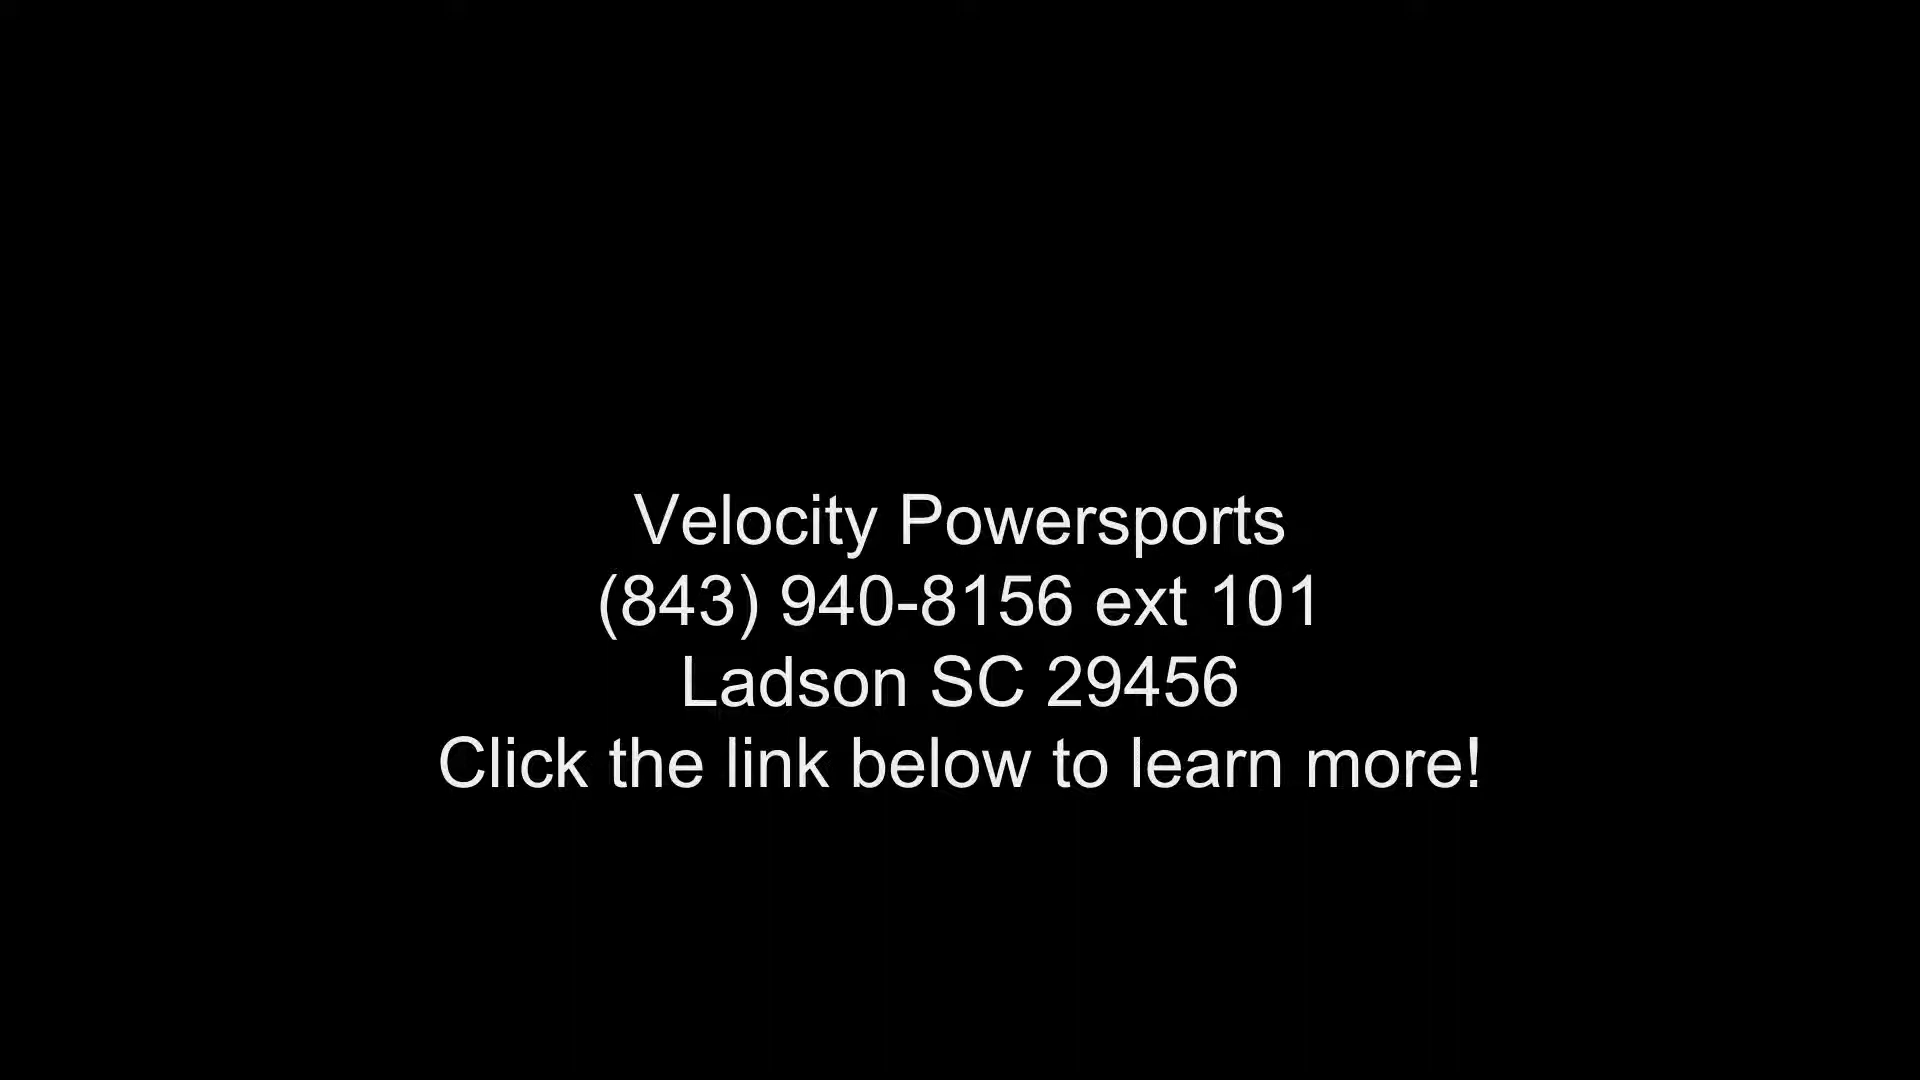 Velocity Powersports
(843) 940-8156 ext 101
Ladson SC 29456
Click the link below to learn more!